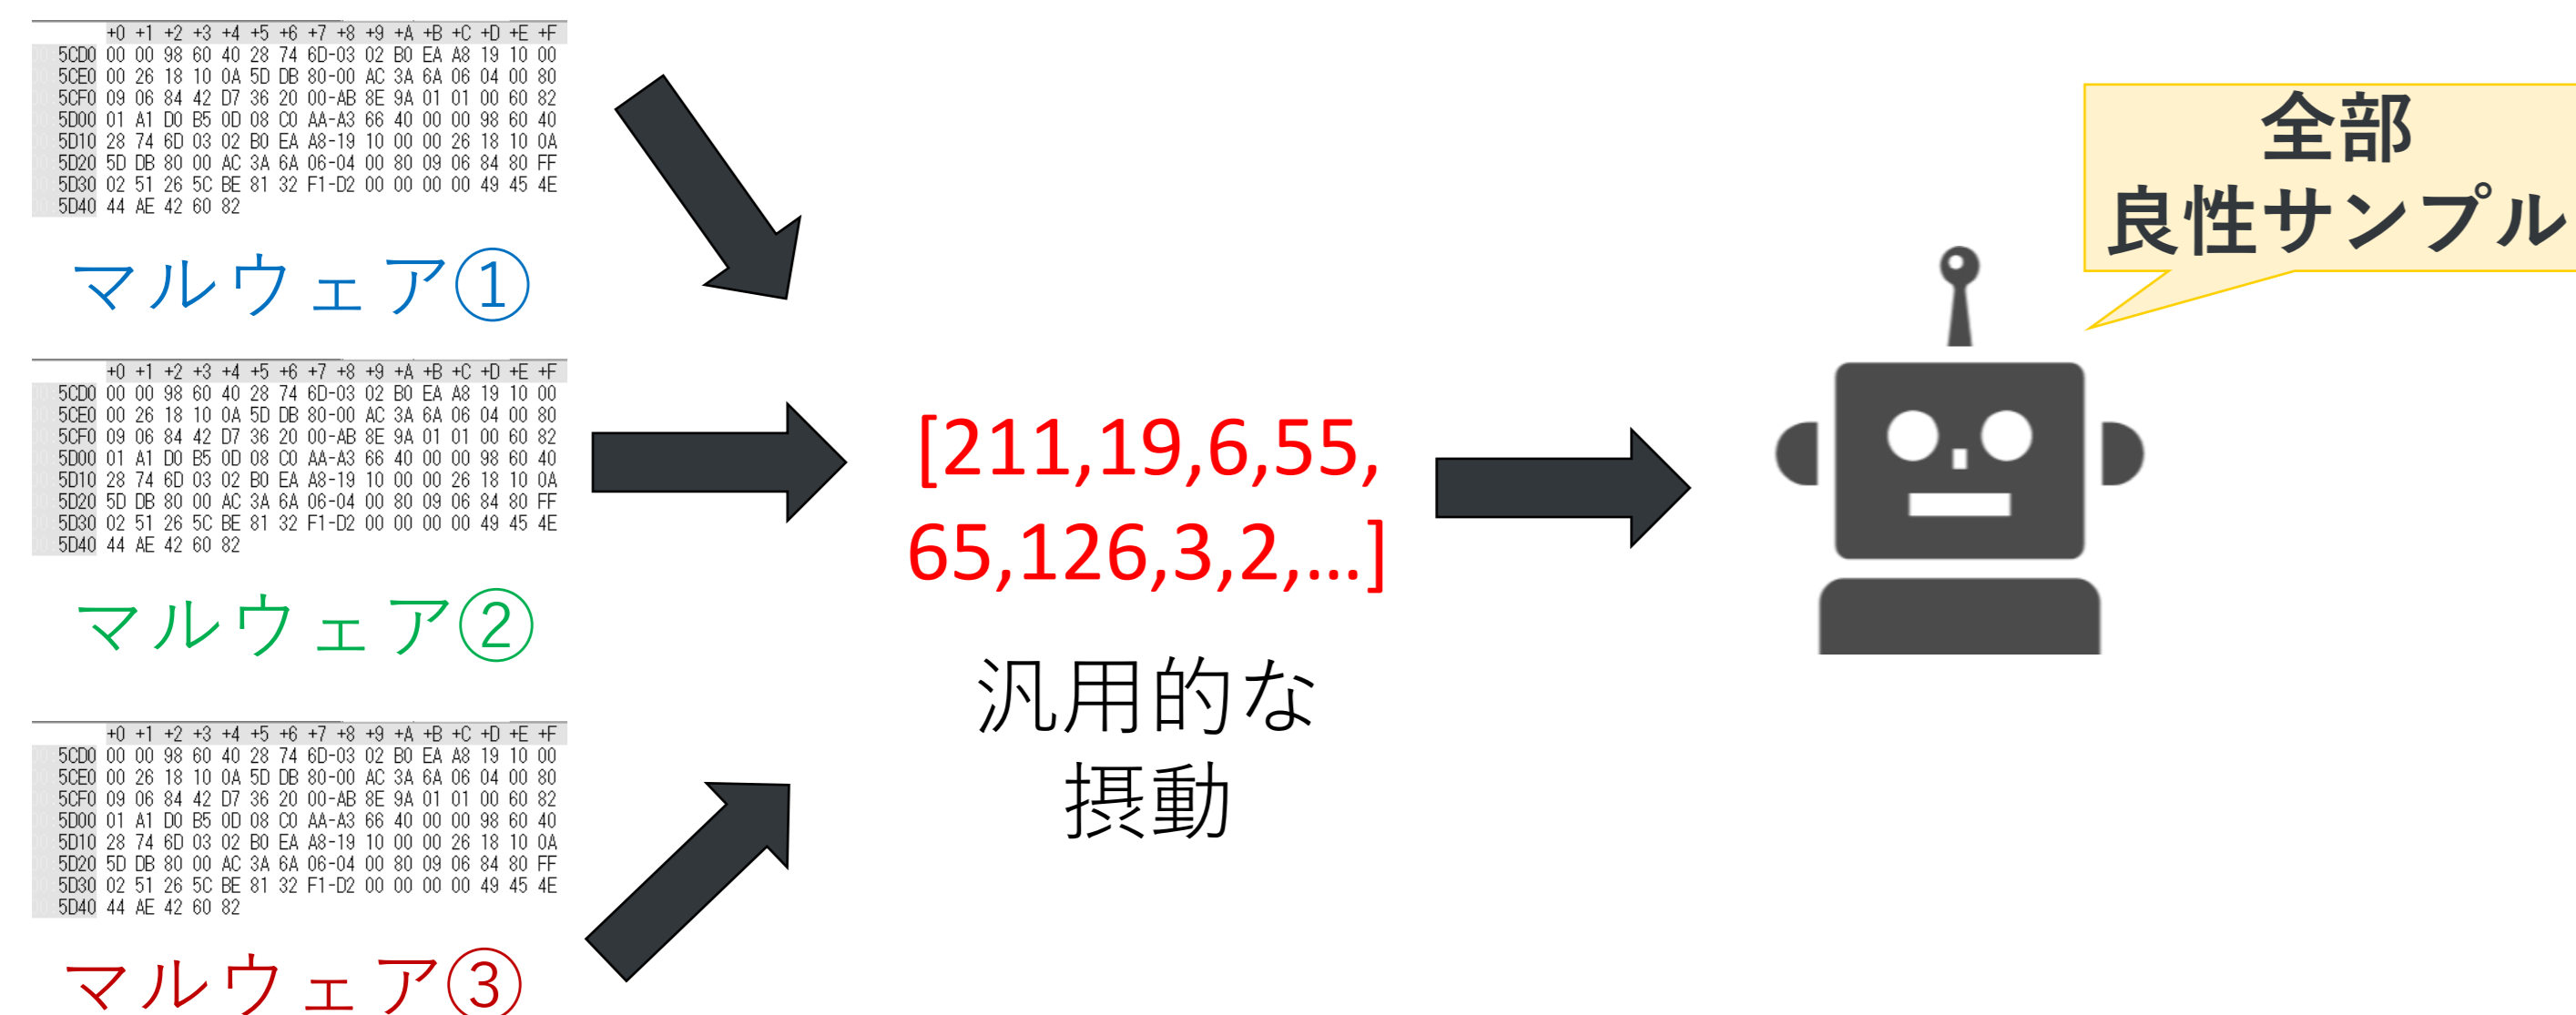 +0 +1 +2 +3 +4 +5 +6 +7 +8 +9 +A +B +C +D +E +F
5CD0 00 00 98 60 40 28 74 6D-03 02 B0 EA A8 19 10 00
5CE0 00 26 18 10 0A 5D DB 80-00 AC 3A 6A 06 04 00 80
5CF0 09 06 84 42 D7 36 20 00-AB 8E 9A 01 01 00 60 82
5D00 01 A1 D0 B5 0D 08 C0 AA-A3 66 40 00 00 98 60 40
5D10 28 74 6D 03 02 B0 EA A8-19 10 00 00 26 18 10 0A
5D20 5D DB 80 00 AC 3A 6A 06-04 00 80 09 06 84 80 FF
5D30 02 51 26 5C BE 81 32 F1-D2 00 00 00 00 49 45 4E
5D40 44 AE 42 60 82
マルウェア①
+0 +1 +2 +3 +4 +5 +6 +7 +8 +9 +A +B +C +D +E +F
5CD0 00 00 98 60 40 28 74 6D-03 02 B0 EA A8 19 10 00
5CE0 00 26 18 10 0A 5D DB 80-00 AC 3A 6A 06 04 00 80
5CF0 09 06 84 42 D7 36 20 00-AB 8E 9A 01 01 00 60 82
5D00 01 A1 D0 B5 0D 08 C0 AA-A3 66 40 00 00 98 60 40
5D10 28 74 6D 03 02 B0 EA A8-19 10 00 00 26 18 10 0A
5D20 5D DB 80 00 AC 3A 6A 06-04 00 80 09 06 84 80 FF
5D30 02 51 26 5C BE 81 32 F1-D2 00 00 00 00 49 45 4E
5D40 44 AE 42 60 82
マルウェア②
+0 +1 +2 +3 +4 +5 +6 +7 +8 +9 +A +B +C +D +E +F
5CD0 00 00 98 60 40 28 74 6D-03 02 B0 EA A8 19 10 00
5CE0 00 26 18 10 0A 5D DB 80-00 AC 3A 6A 06 04 00 80
5CF0 09 06 84 42 D7 36 20 00-AB 8E 9A 01 01 00 60 82
5D00 01 A1 D0 B5 0D 08 C0 AA-A3 66 40 00 00 98 60 40
5D10 28 74 6D 03 02 B0 EA A8-19 10 00 00 26 18 10 0A
5D20 5D DB 80 00 AC 3A 6A 06-04 00 80 09 06 84 80 FF
5D30 02 51 26 5C BE 81 32 F1-D2 00 00 00 00 49 45 4E
5D40 44 AE 42 60 82
マルウェア③
[211,19,6,55,
65,126,3,2,…]
汎用的な
摂動
全部
良性サンプル